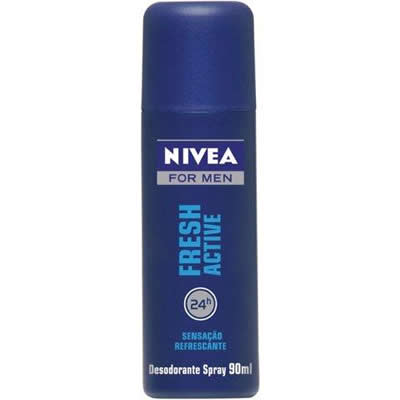 NIVEA
FOR MEN
FRESH
ACTIVE
24h
SENSAÇÃO
REFRESCANTE
Desodorante Spray 90ml